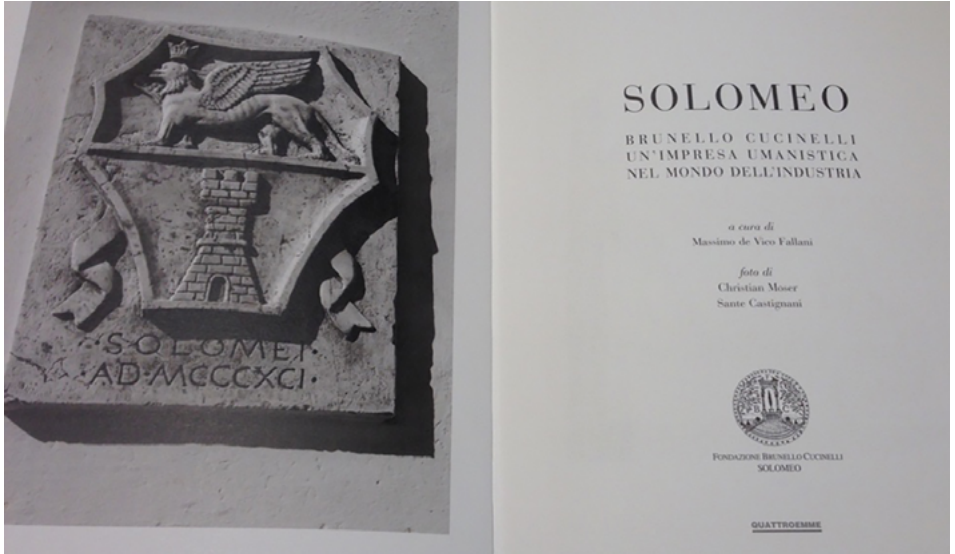 ·SOLOMEI·
·AD·MCCCXCI·
SOLOMEO
BRUNELLO CUCINELLI
UN'IMPRESA UMANISTICA
NEL MONDO DELL'INDUSTRIA
a cura di
Massimo de Vico Fallani
foto di
Christian Moser
Sante Castignani
FONDAZIONE BRUNELLO CUCINELLI
SOLOMEO
QUATTROEMME